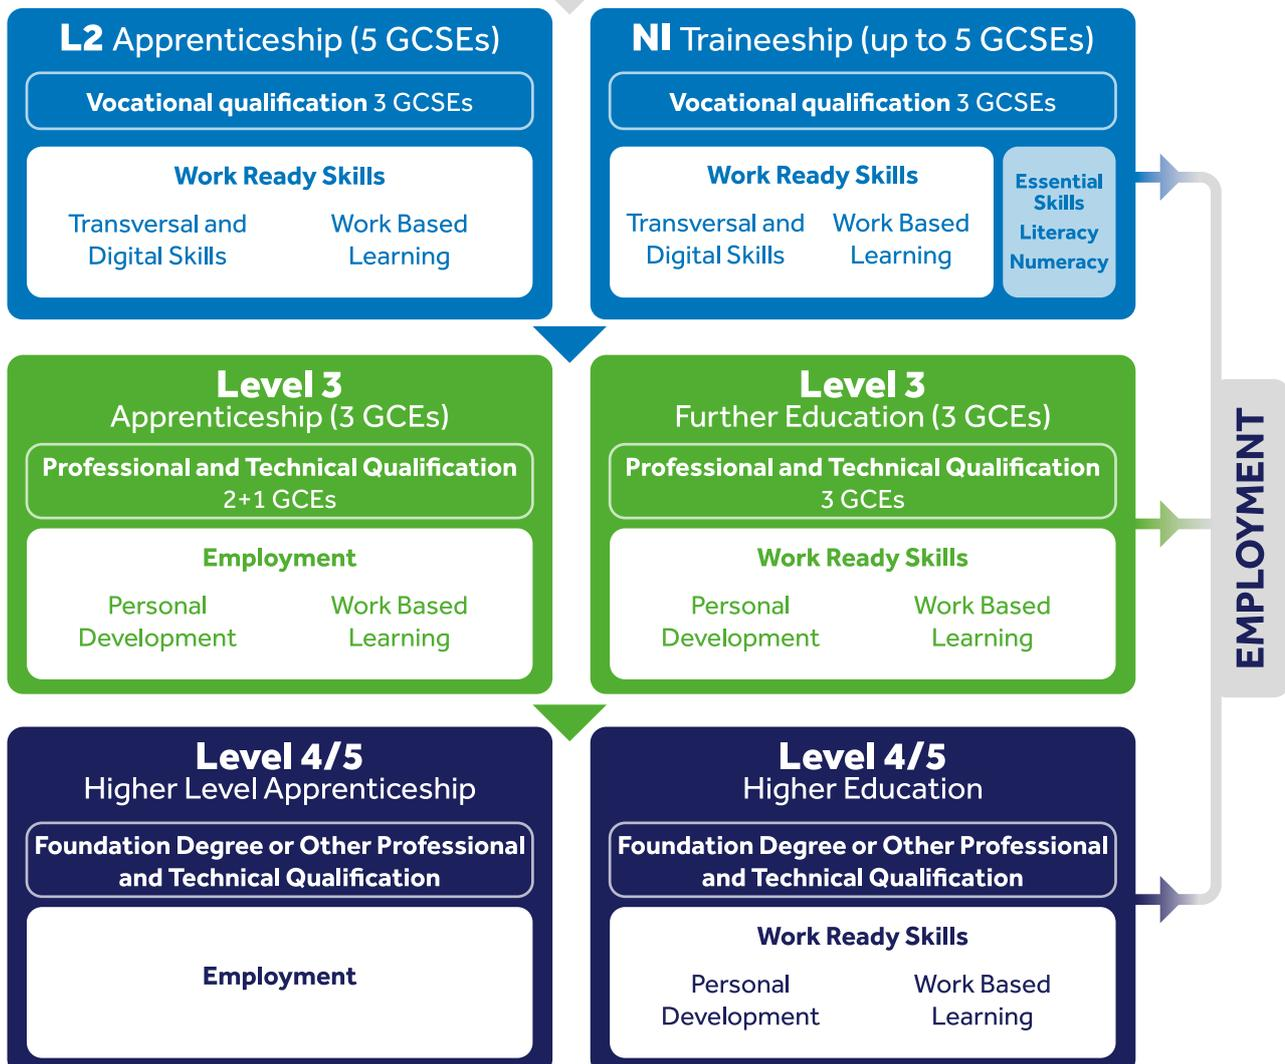 L2 Apprenticeship (5 GCSEs)
Vocational qualification 3 GCSEs
Work Ready Skills
Transversal and
Digital Skills
Work Based
Learning
NI Traineeship (up to 5 GCSEs)
Vocational qualification 3 GCSEs
Work Ready Skills
Transversal and
Digital Skills
Work Based
Learning
Essential
Skills
Literacy
Numeracy
Level 3
Apprenticeship (3 GCEs)
Professional and Technical Qualification
2+1 GCEs
Employment
Personal
Development
Work Based
Learning
Level 3
Further Education (3 GCEs)
Professional and Technical Qualification
3 GCEs
Work Ready Skills
Personal
Development
Work Based
Learning
Level 4/5
Higher Level Apprenticeship
Foundation Degree or Other Professional
and Technical Qualification
Employment
Level 4/5
Higher Education
Foundation Degree or Other Professional
and Technical Qualification
Work Ready Skills
Personal
Development
Work Based
Learning
EMPLOYMENT